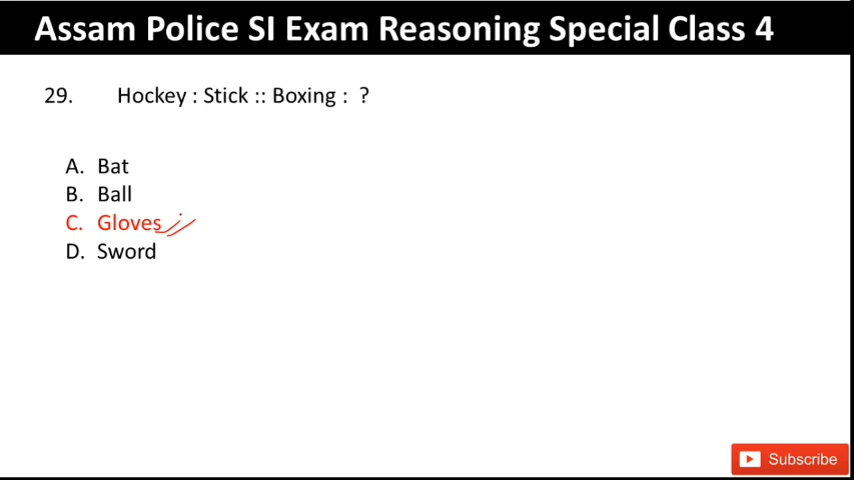 Assam Police SI Exam Reasoning Special Class 4
29. Hockey : Stick :: Boxing : ?
A. Bat
B. Ball
C. Gloves
D. Sword
Subscribe